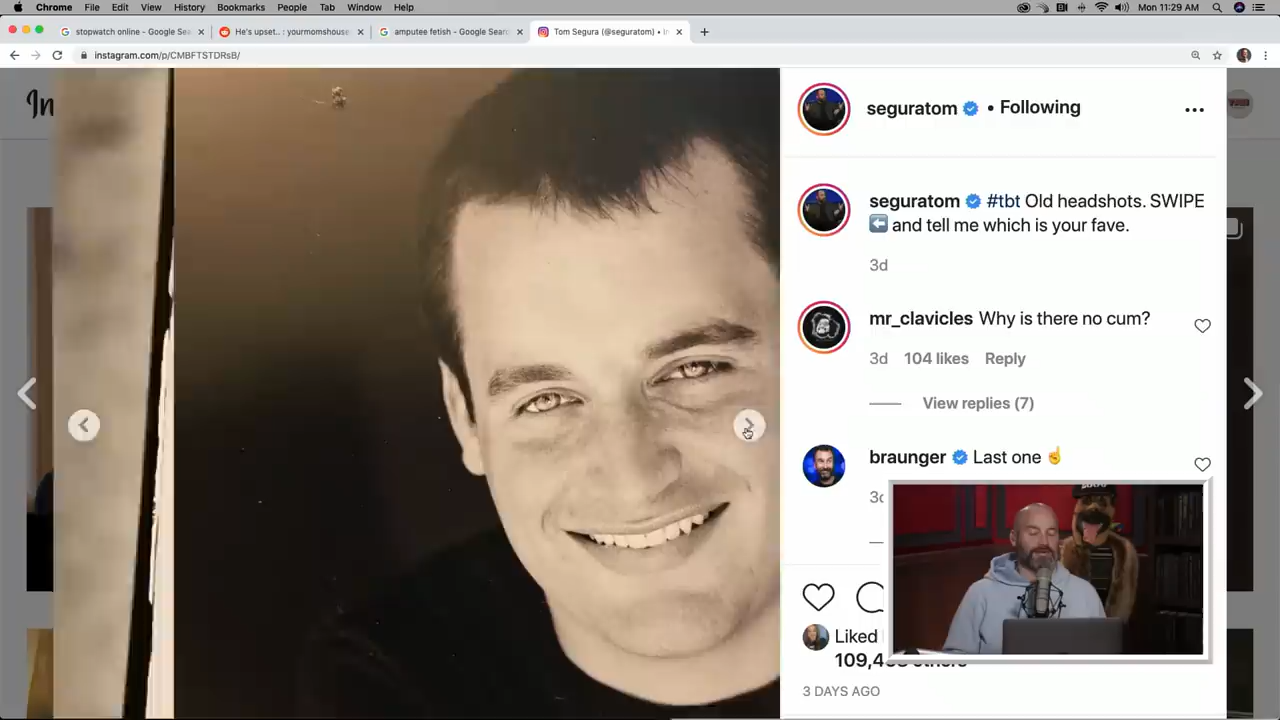 Chrome File Edit View History Bookmarks People Tab Window Help Mon 11:29 AM
stopwatch online - Google Sea
He's upset.. : yourmomshouse
amputee fetish - Google Searc
Tom Segura (@seguratom) • In
instagram.com/p/CMBFTSTDRsB/
In
seguratom • Following
seguratom #tbt Old headshots. SWIPE
and tell me which is your fave.
3d
mr_clavicles Why is there no cum?
3d 104 likes Reply
View replies (7)
braunger Last one
Liked
others
3 DAYS AGO